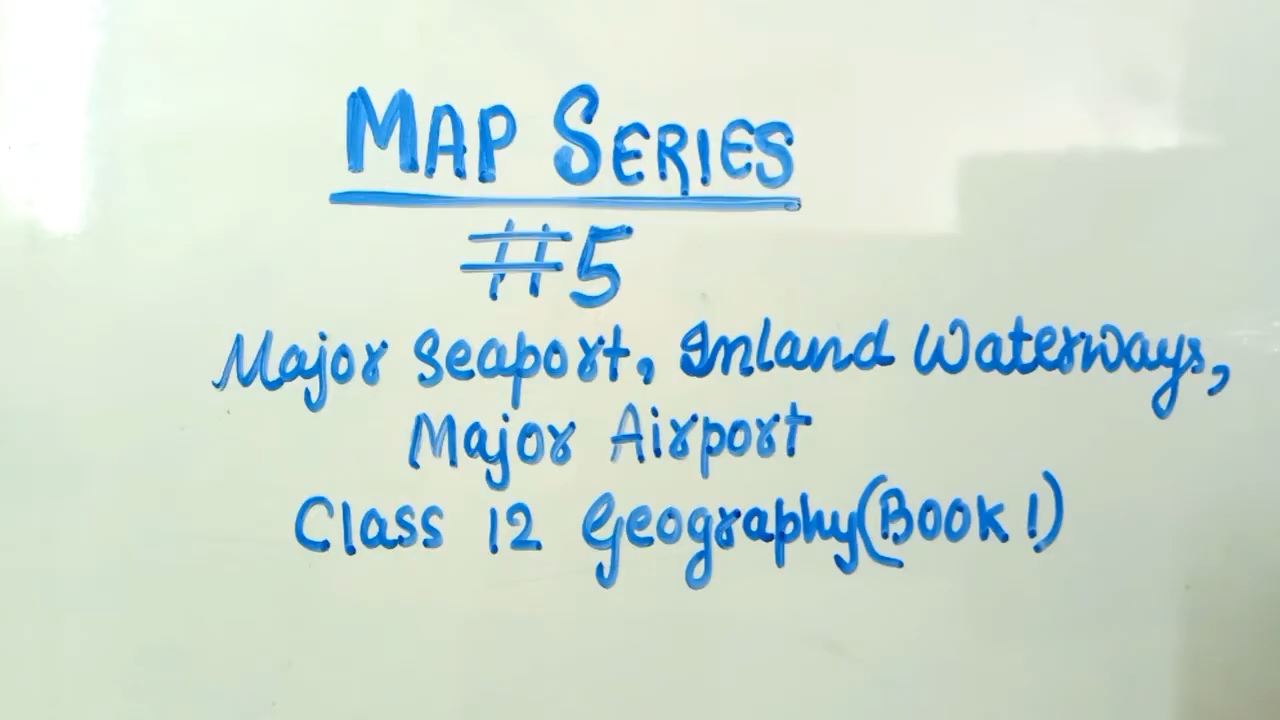 MAP SERIES
#5
Major Seaport, Inland Waterways,
Major Airport
Class 12 Geography(Book 1)